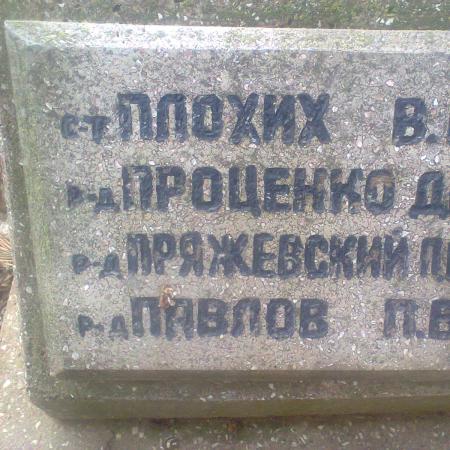 с-т ПЛОХИХ В.
р-д ПРОЦЕНКО Д
р-д ПРЯЖЕВСКИЙ П
р-д ПАВЛОВ П.В